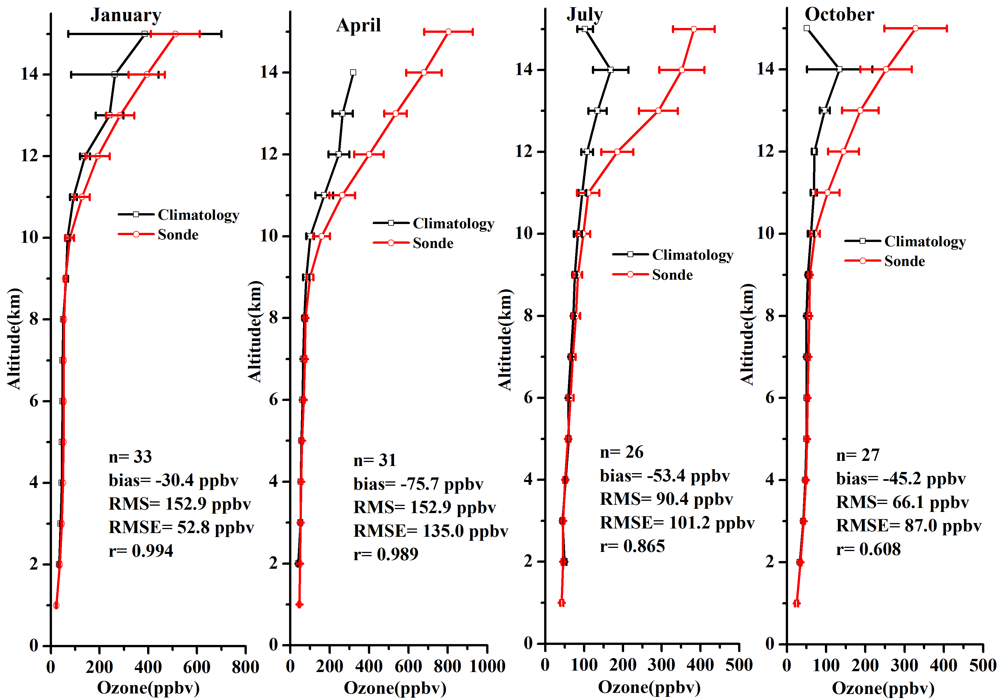 January
14
12
10
8
6
4
2
0
Altitude(km)
Climatology
Sonde
n= 33
bias= -30.4 ppbv
RMS= 152.9 ppbv
RMSE= 52.8 ppbv
r= 0.994
0 200 400 600 800
Ozone(ppbv)
April
14
12
10
8
6
4
2
0
Altitude(km)
Climatology
Sonde
n= 31
bias= -75.7 ppbv
RMS= 152.9 ppbv
RMSE= 135.0 ppbv
r= 0.989
0 200 400 600 800 1000
Ozone(ppbv)
July
14
12
10
8
6
4
2
0
Altitude(km)
Climatology
Sonde
n= 26
bias= -53.4 ppbv
RMS= 90.4 ppbv
RMSE= 101.2 ppbv
r= 0.865
0 100 200 300 400 500
Ozone(ppbv)
October
14
12
10
8
6
4
2
0
Altitude(km)
Climatology
Sonde
n= 27
bias= -45.2 ppbv
RMS= 66.1 ppbv
RMSE= 87.0 ppbv
r= 0.608
0 100 200 300 400 500
Ozone(ppbv)